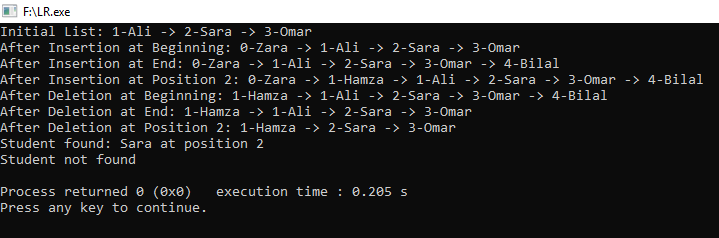 F:\LR.exe
Initial List: 1-Ali -> 2-Sara -> 3-Omar
After Insertion at Beginning: 0-Zara -> 1-Ali -> 2-Sara -> 3-Omar
After Insertion at End: 0-Zara -> 1-Ali -> 2-Sara -> 3-Omar -> 4-Bilal
After Insertion at Position 2: 0-Zara -> 1-Hamza -> 1-Ali -> 2-Sara -> 3-Omar -> 4-Bilal
After Deletion at Beginning: 1-Hamza -> 1-Ali -> 2-Sara -> 3-Omar -> 4-Bilal
After Deletion at End: 1-Hamza -> 1-Ali -> 2-Sara -> 3-Omar
After Deletion at Position 2: 1-Hamza -> 2-Sara -> 3-Omar
Student found: Sara at position 2
Student not found
Process returned 0 (0x0)   execution time : 0.205 s
Press any key to continue.